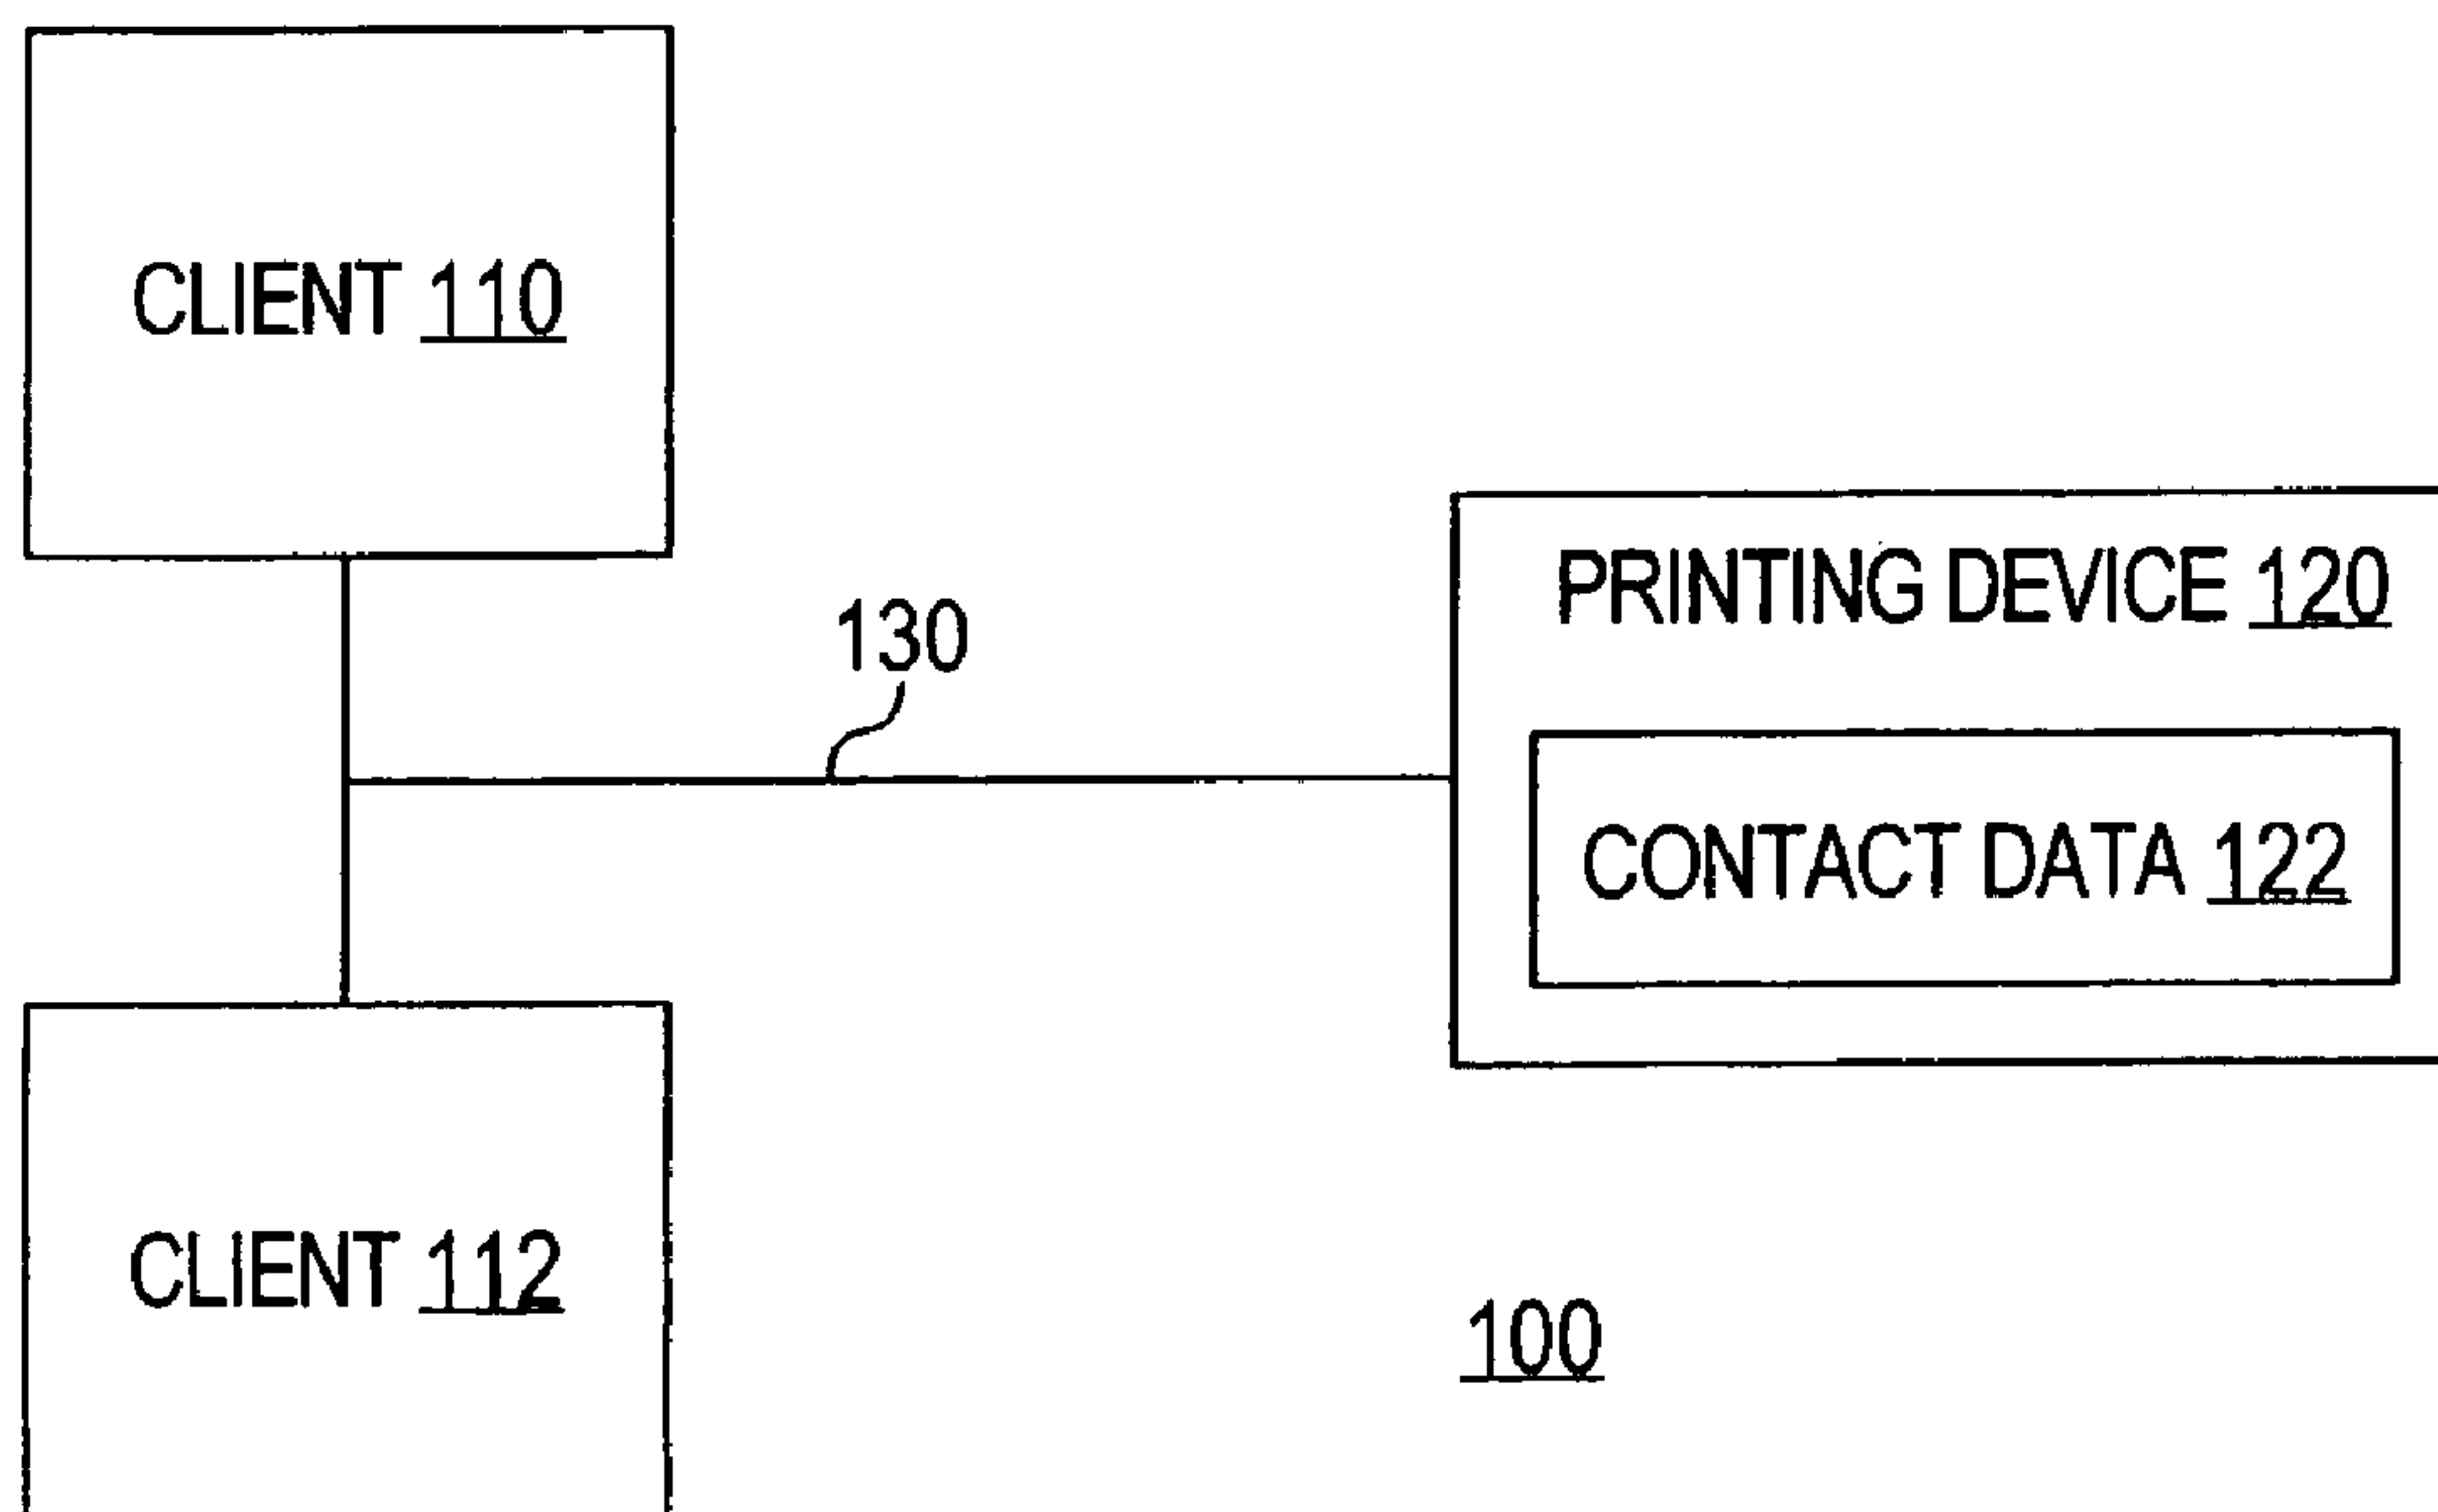 CLIENT 110
130
PRINTING DEVICE 120
CONTACT DATA 122
CLIENT 112
100